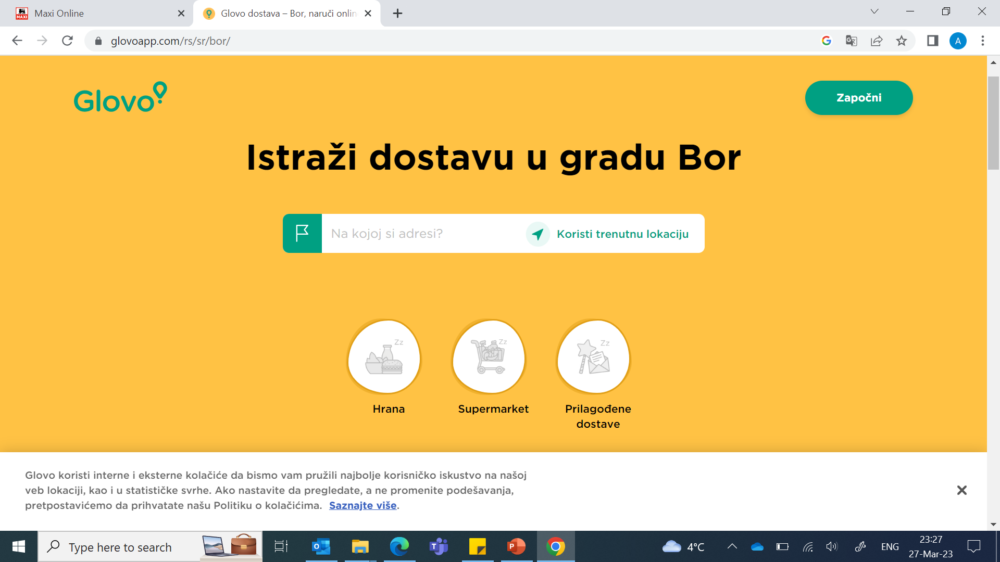 Maxi Online
Glovo dostava – Bor, naruči onlin
glovoapp.com/rs/sr/bor/
A
Glovo
Započni
Istraži dostavu u gradu Bor
Na kojoj si adresi?
Koristi trenutnu lokaciju
Zz
Zz
Zz
Hrana
Supermarket
Prilagođene
dostave
Glovo koristi interne i eksterne kolačiće da bismo vam pružili najbolje korisničko iskustvo na našoj
veb lokaciji, kao i u statističke svrhe. Ako nastavite da pregledate, a ne promenite podešavanja,
pretpostavićemo da prihvatate našu Politiku o kolačićima. Saznajte više.
Type here to search
4°C
ENG
23:27
27-Mar-23